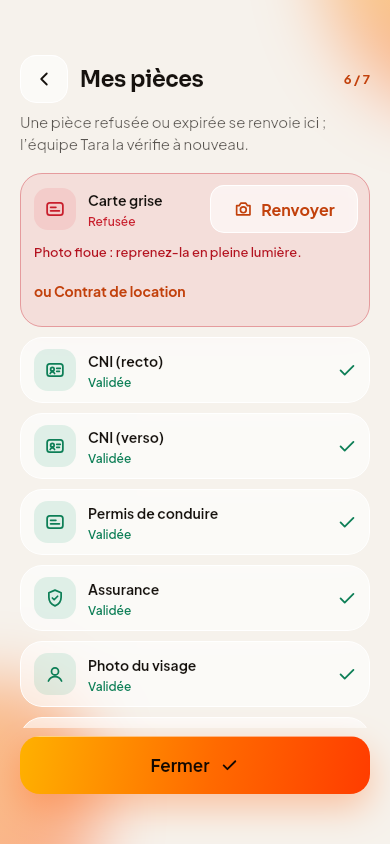 Mes pièces
6 / 7
Une pièce refusée ou expirée se renvoie ici ;
l'équipe Tara la vérifie à nouveau.
Carte grise
Refusée
Renvoyer
Photo floue : reprenez-la en pleine lumière.
ou Contrat de location
CNI (recto)
Validée
CNI (verso)
Validée
Permis de conduire
Validée
Assurance
Validée
Photo du visage
Validée
Fermer